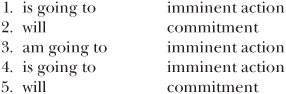 1. is going to imminent action
2. will commitment
3. am going to imminent action
4. is going to imminent action
5. will commitment